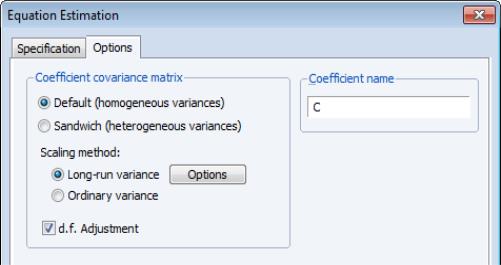 Equation Estimation
Specification
Options
Coefficient covariance matrix
Default (homogeneous variances)
Sandwich (heterogeneous variances)
Scaling method:
Long-run variance
Options
Ordinary variance
d.f. Adjustment
Coefficient name
C